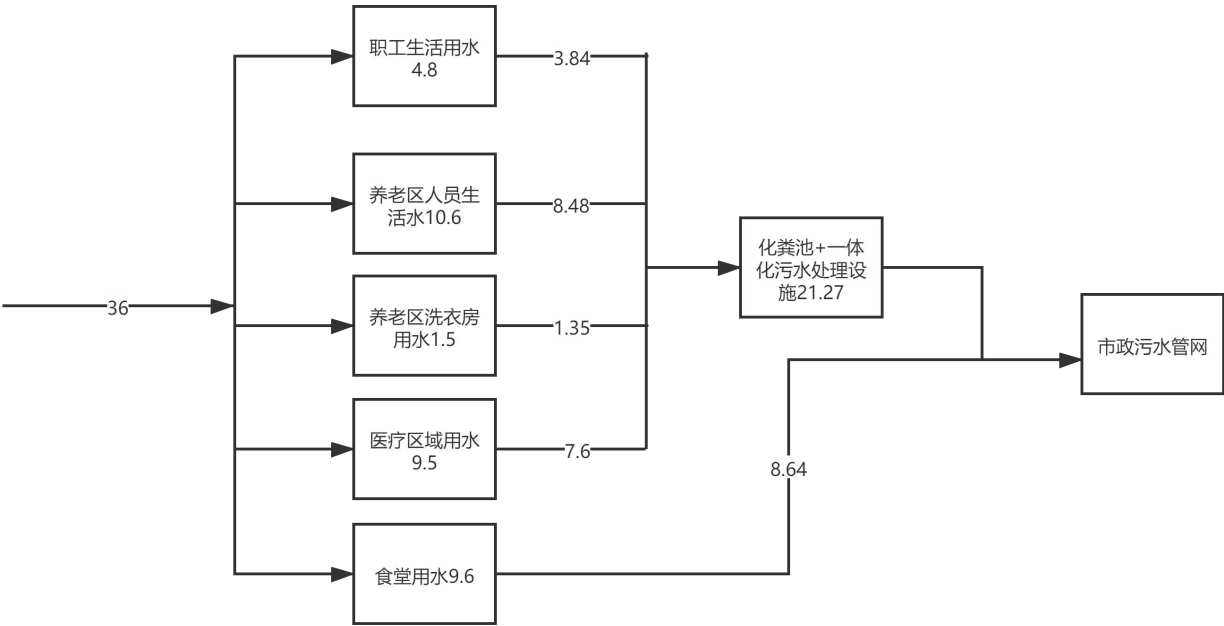 职工生活用水
4.8
3.84
养老区人员生
活水10.6
8.48
化粪池+一体
化污水处理设
施21.27
36
养老区洗衣房
用水1.5
1.35
市政污水管网
医疗区域用水
9.5
7.6
8.64
食堂用水9.6